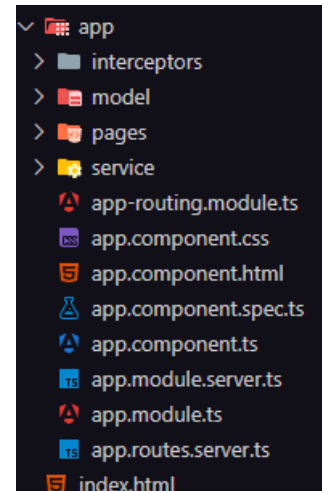 app
interceptors
model
pages
service
app-routing.module.ts
app.component.css
app.component.html
app.component.spec.ts
app.component.ts
app.module.server.ts
app.module.ts
app.routes.server.ts
index.html